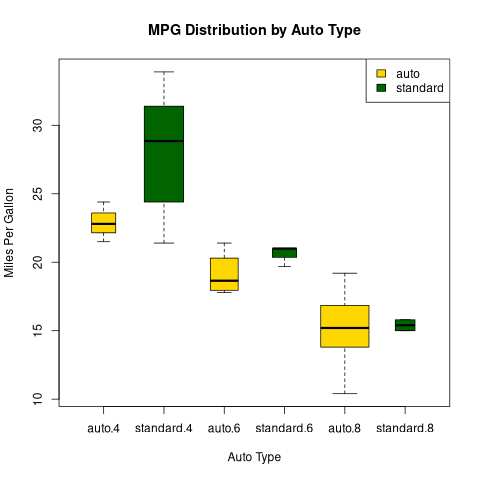 MPG Distribution by Auto Type
auto
standard
Miles Per Gallon
30
25
20
15
10
auto.4 standard.4 auto.6 standard.6 auto.8 standard.8
Auto Type